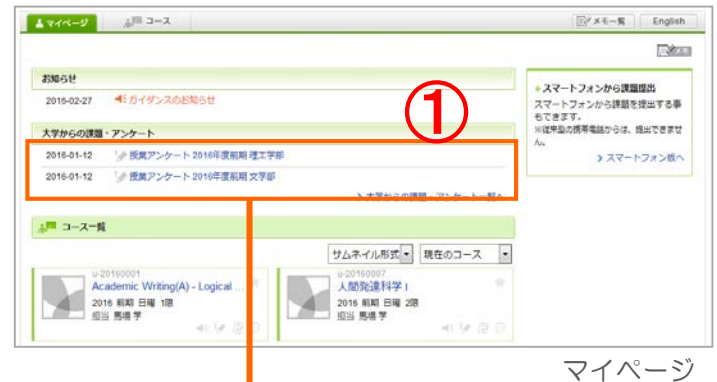 マイページ
コース
メモ一覧
English
メモ
お知らせ
2016-02-27 ガイダンスのお知らせ
①
大学からの課題・アンケート
2016-01-12 授業アンケート 2016年度前期 理工学部
2016-01-12 授業アンケート 2016年度前期 文学部
大学からの課題・アンケート一覧へ
スマートフォンから課題提出
スマートフォンから課題を提出する事
もできます。
※従来型の携帯電話からは、提出できませ
ん。
スマートフォン版へ
コース一覧
サムネイル形式
現在のコース
u-20160001
Academic Writing(A) - Logical ...
2016 前期 日曜 1限
担当 馬場 学
u-20160007
人間発達科学 I
2016 前期 日曜 2限
担当 馬場 学
マイページ